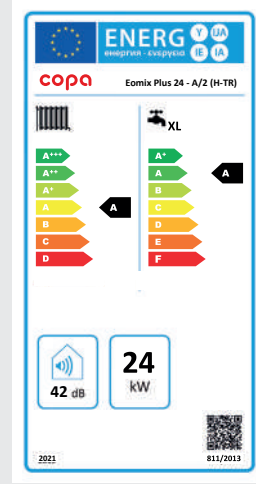 ENERG Y UA
енергия · ενεργεια IE IA
copa Eomix Plus 24 - A/2 (H-TR)
XL
A+++ A+
A++ A A
A+ B
A A C
B D
C E
D F
42 dB
24
kW
2021 811/2013